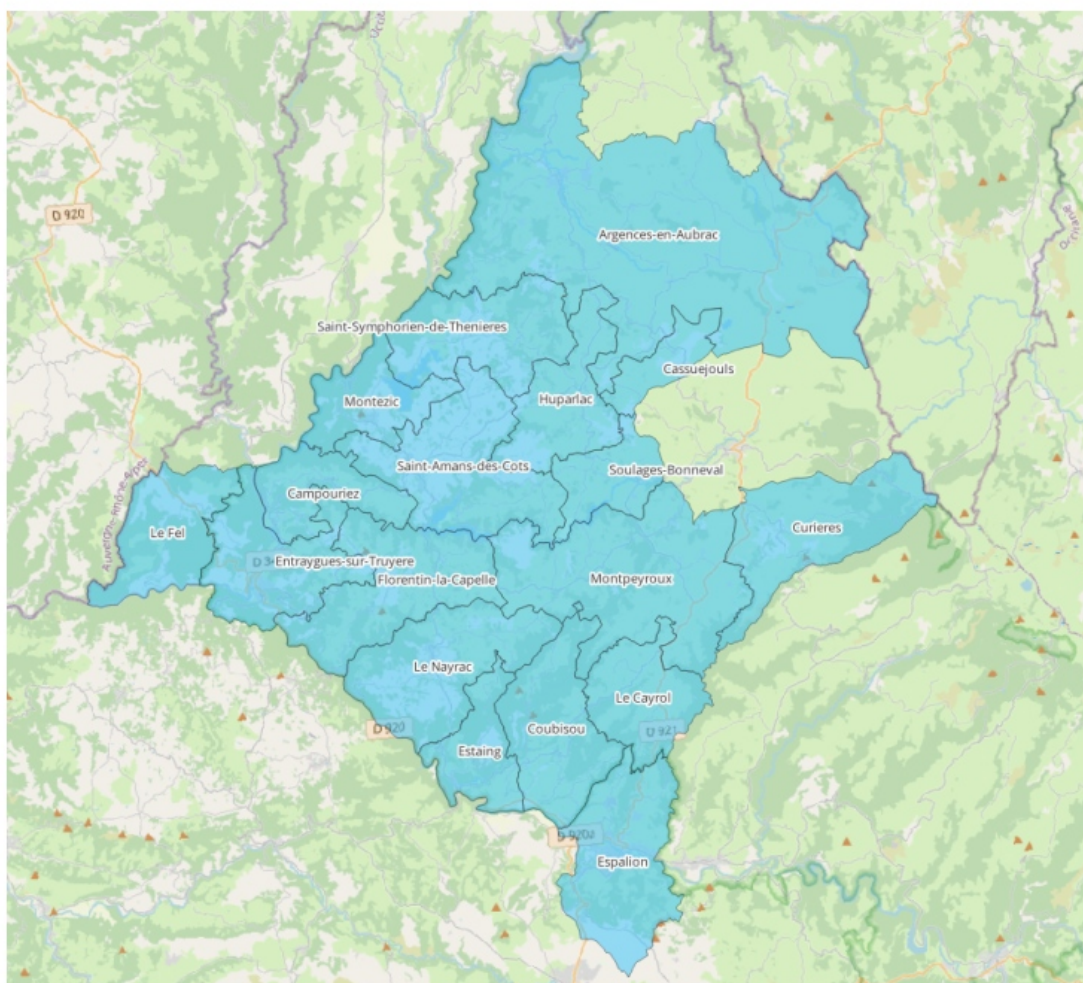 D 920
Argences-en-Aubrac
Saint-Symphorien-de-Thenieres
Cassuejouls
Montezic
Huparlac
Saint-Amans-des-Cots
Soulages-Bonneval
Campouriez
Curieres
Le Fel
Entraygues-sur-Truyere
Florentin-la-Capelle
Montpeyroux
Le Nayrac
Le Cayrol
D 920
Coubisou
D 921
Estaing
Espalion